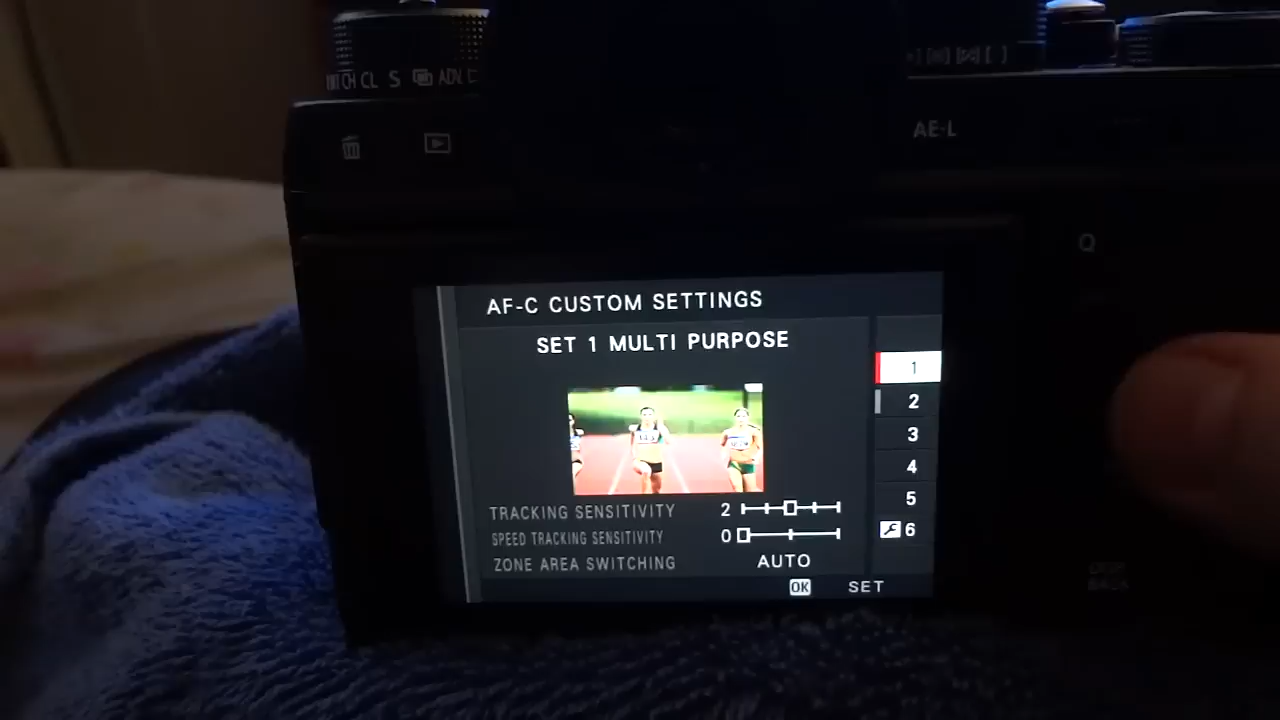 CH CL S ADV.
AE-L
Q
AF-C CUSTOM SETTINGS
SET 1 MULTI PURPOSE
1
2
3
4
5
6
TRACKING SENSITIVITY 2
SPEED TRACKING SENSITIVITY 0
ZONE AREA SWITCHING AUTO
OK SET